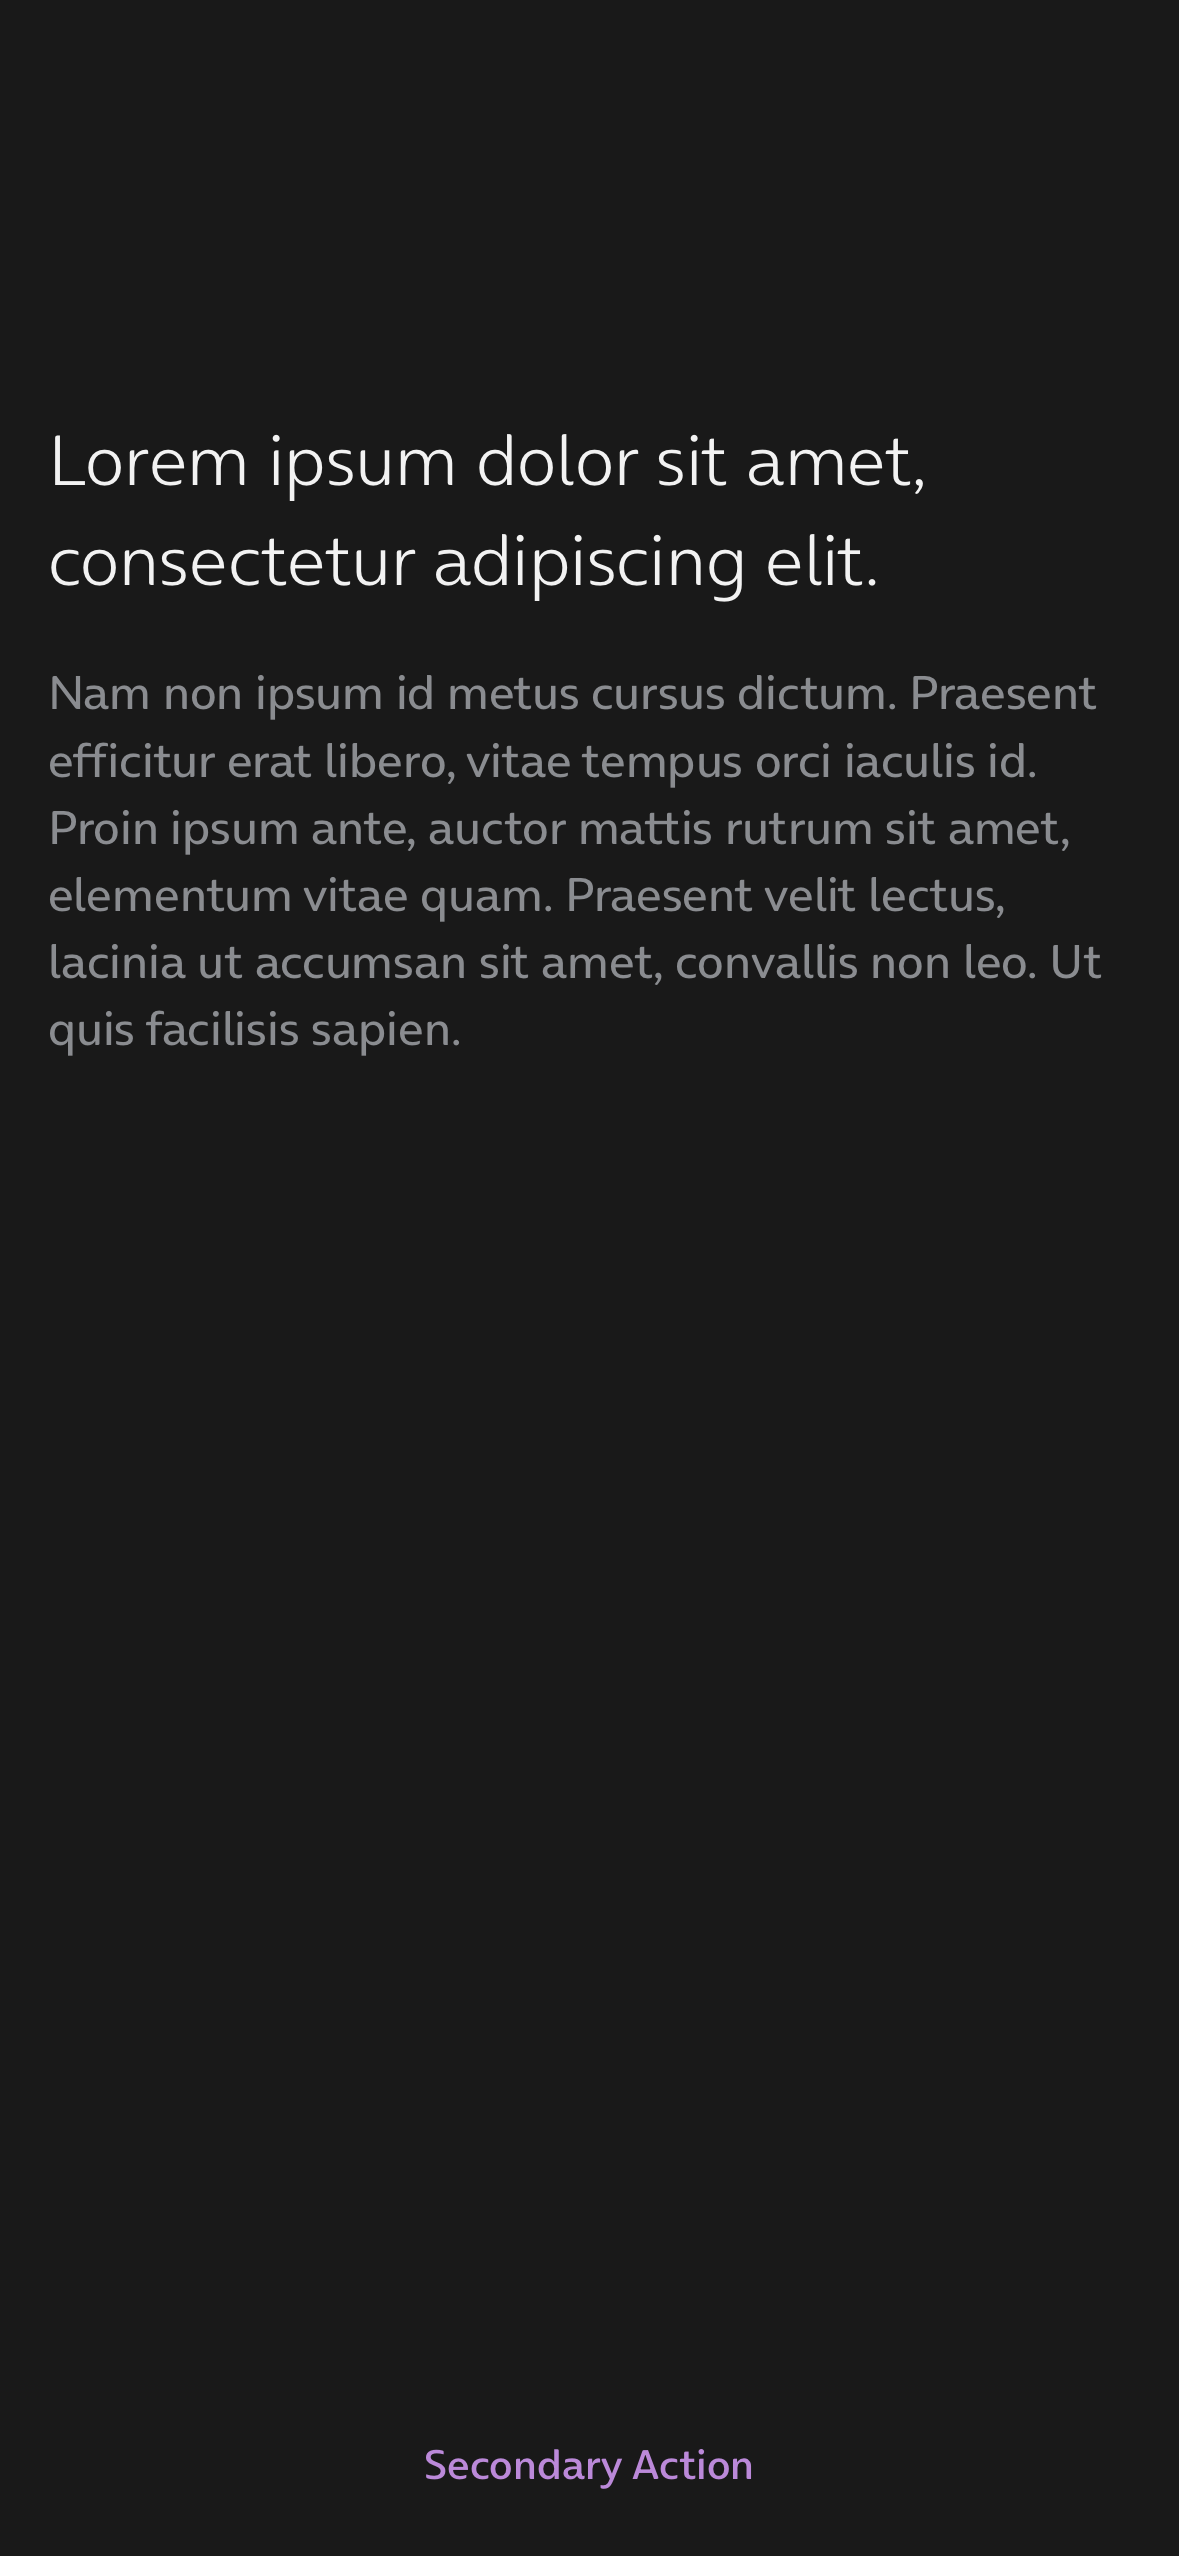 Lorem ipsum dolor sit amet,
consectetur adipiscing elit.
Nam non ipsum id metus cursus dictum. Praesent
efficitur erat libero, vitae tempus orci iaculis id.
Proin ipsum ante, auctor mattis rutrum sit amet,
elementum vitae quam. Praesent velit lectus,
lacinia ut accumsan sit amet, convallis non leo. Ut
quis facilisis sapien.
Secondary Action